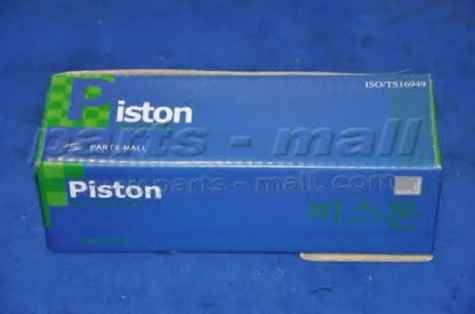 Piston
ISO/TS16949
PARTS-MALL
parts - mall
www.parts-mall.com
Piston
피스톤